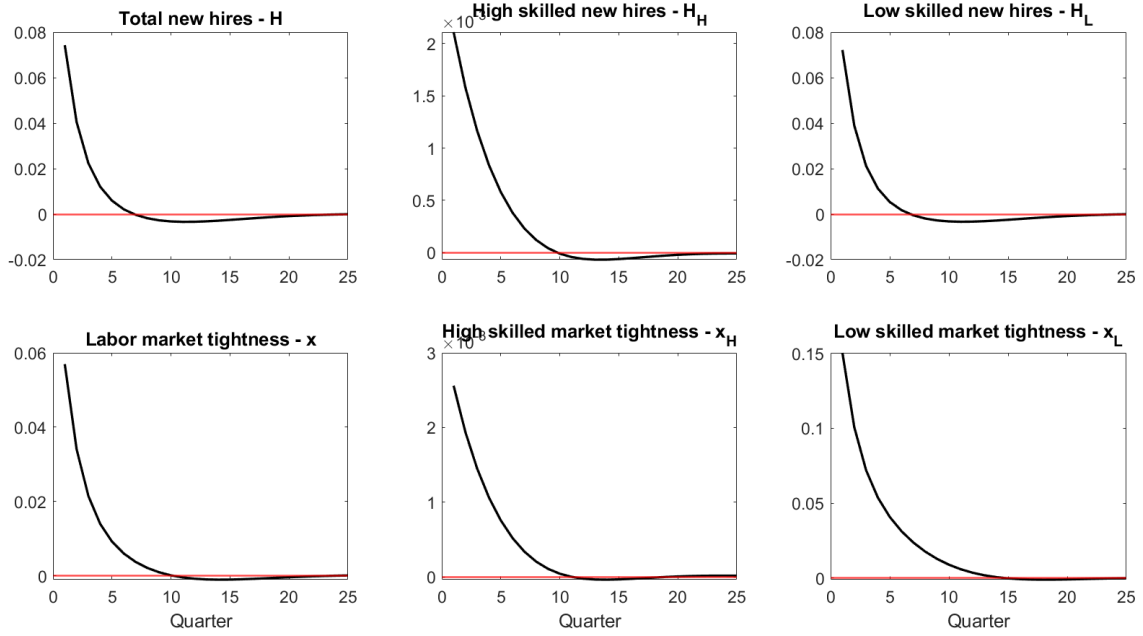 Total new hires - H
0.08
0.06
0.04
0.02
0
-0.02
0 5 10 15 20 25
High skilled new hires - H_H
×10^-3
2
1.5
1
0.5
0
0 5 10 15 20 25
Low skilled new hires - H_L
0.08
0.06
0.04
0.02
0
-0.02
0 5 10 15 20 25
Labor market tightness - x
0.06
0.04
0.02
0
0 5 10 15 20 25
Quarter
High skilled market tightness - x_H
×10^-3
3
2
1
0
0 5 10 15 20 25
Quarter
Low skilled market tightness - x_L
0.15
0.1
0.05
0
0 5 10 15 20 25
Quarter